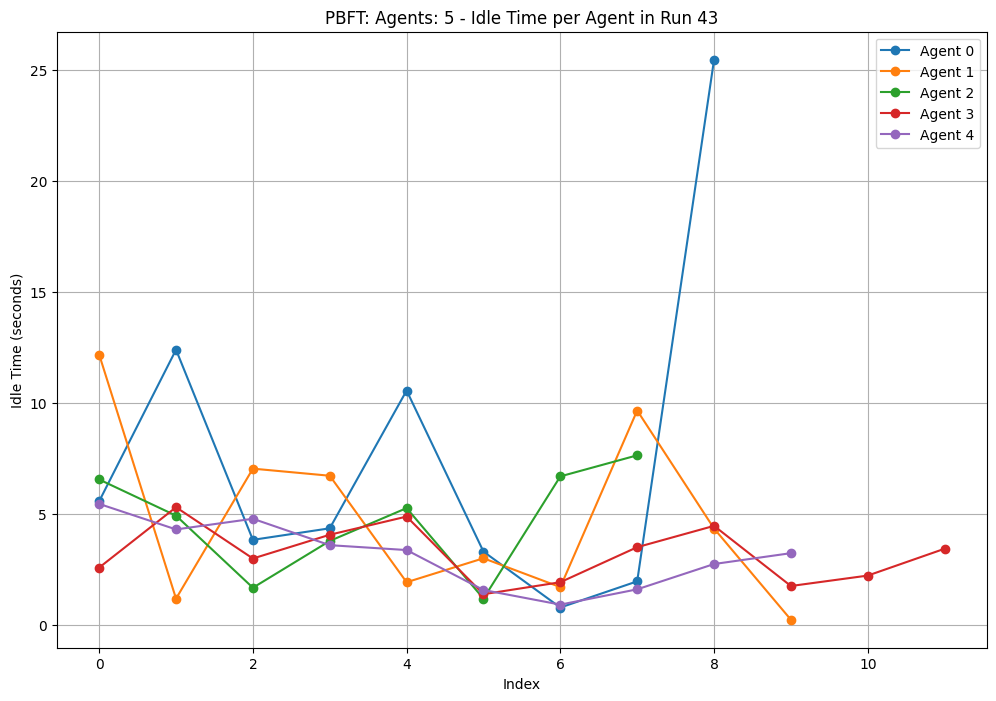 PBFT: Agents: 5 - Idle Time per Agent in Run 43
Agent 0
Agent 1
Agent 2
Agent 3
Agent 4
25
20
15
10
5
0
Idle Time (seconds)
0 2 4 6 8 10
Index